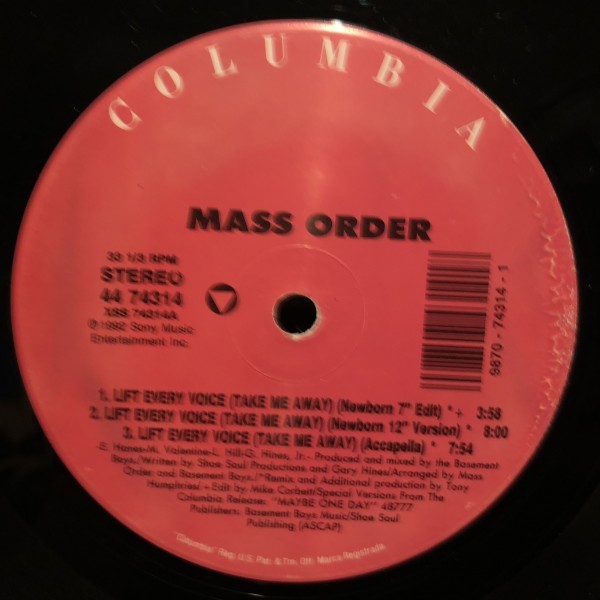 COLUMBIA
MASS ORDER
33 1/3 RPM
STEREO
44 74314
XSS 74314A
℗1992 Sony Music
Entertainment Inc.
9870 - 74314 - 1
1. LIFT EVERY VOICE (TAKE ME AWAY) (Newborn 7" Edit) * + 3:58
2. LIFT EVERY VOICE (TAKE ME AWAY) (Newborn 12" Version) * 8:00
3. LIFT EVERY VOICE (TAKE ME AWAY) (Accapella) * 7:54
-E. Hanes-M. Valentine-L. Hill-G. Hines, Jr.- Produced and mixed by the Basement
Boys./Written by Shoe Soul Productions and Gary Hines/Arranged by Mass
Order and Basement Boys./*Remix and Additional production by Tony
Humphries/+ Edit by Mike Corbett/Special Versions From The
Columbia Release: "MAYBE ONE DAY" 48777
Publishers: Basement Boys Music/Shoe Soul
Publishing (ASCAP)
"Columbia" Reg. U.S. Pat. & Tm. Off. Marca Registrada.